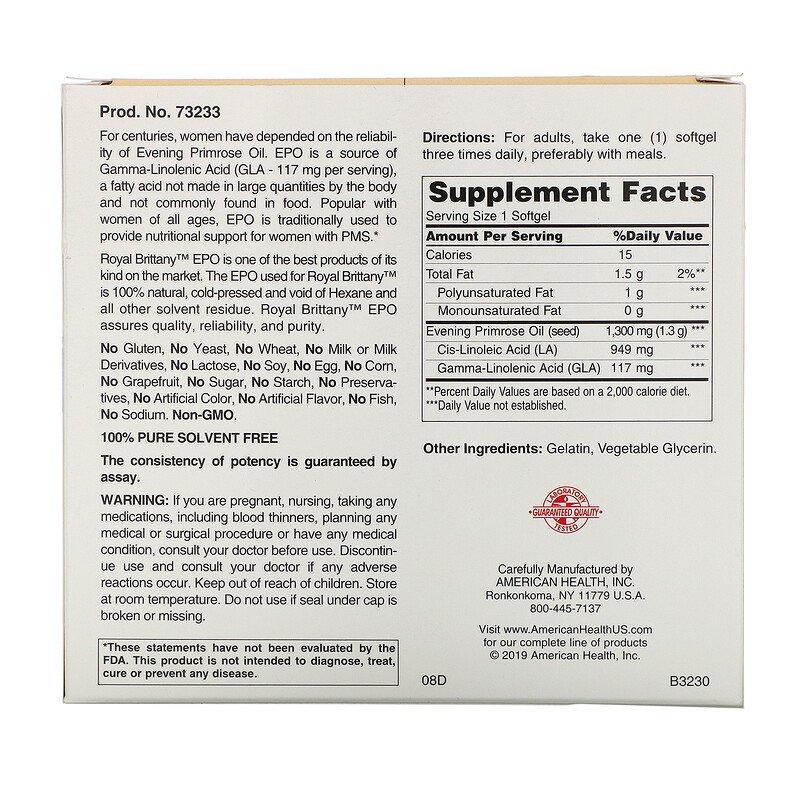 Prod. No. 73233
For centuries, women have depended on the reliabil-
ity of Evening Primrose Oil. EPO is a source of
Gamma-Linolenic Acid (GLA - 117 mg per serving),
a fatty acid not made in large quantities by the body
and not commonly found in food. Popular with
women of all ages, EPO is traditionally used to
provide nutritional support for women with PMS.*
Royal Brittany™ EPO is one of the best products of its
kind on the market. The EPO used for Royal Brittany™
is 100% natural, cold-pressed and void of Hexane and
all other solvent residue. Royal Brittany™ EPO
assures quality, reliability, and purity.
No Gluten, No Yeast, No Wheat, No Milk or Milk
Derivatives, No Lactose, No Soy, No Egg, No Corn,
No Grapefruit, No Sugar, No Starch, No Preserva-
tives, No Artificial Color, No Artificial Flavor, No Fish,
No Sodium. Non-GMO.
100% PURE SOLVENT FREE
The consistency of potency is guaranteed by
assay.
WARNING: If you are pregnant, nursing, taking any
medications, including blood thinners, planning any
medical or surgical procedure or have any medical
condition, consult your doctor before use. Discontin-
ue use and consult your doctor if any adverse
reactions occur. Keep out of reach of children. Store
at room temperature. Do not use if seal under cap is
broken or missing.
*These statements have not been evaluated by the
FDA. This product is not intended to diagnose, treat,
cure or prevent any disease.
Directions: For adults, take one (1) softgel
three times daily, preferably with meals.
Supplement Facts
Serving Size 1 Softgel
Amount Per Serving %Daily Value
Calories 15
Total Fat 1.5 g 2%**
Polyunsaturated Fat 1 g ***
Monounsaturated Fat 0 g ***
Evening Primrose Oil (seed) 1,300 mg (1.3 g) ***
Cis-Linoleic Acid (LA) 949 mg ***
Gamma-Linolenic Acid (GLA) 117 mg ***
**Percent Daily Values are based on a 2,000 calorie diet.
***Daily Value not established.
Other Ingredients: Gelatin, Vegetable Glycerin.
LABORATORY
GUARANTEED QUALITY
TESTED
Carefully Manufactured by
AMERICAN HEALTH, INC.
Ronkonkoma, NY 11779 U.S.A.
800-445-7137
Visit www.AmericanHealthUS.com
for our complete line of products
© 2019 American Health, Inc.
08D B3230